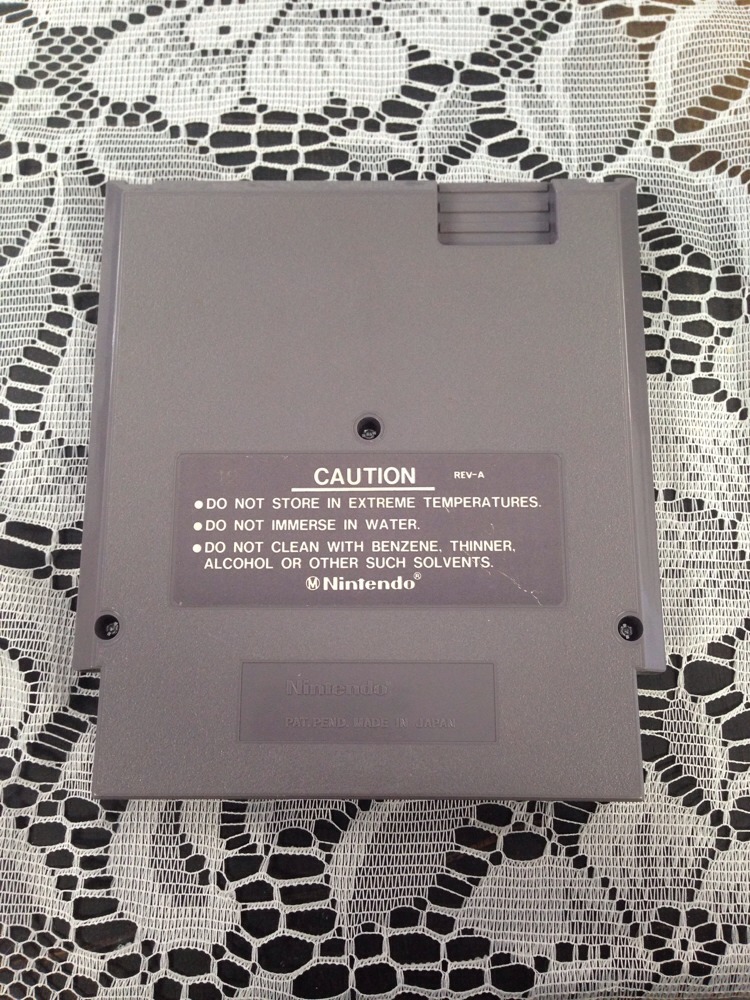 CAUTION REV-A
●DO NOT STORE IN EXTREME TEMPERATURES.
●DO NOT IMMERSE IN WATER.
●DO NOT CLEAN WITH BENZENE, THINNER,
ALCOHOL OR OTHER SUCH SOLVENTS.
Ⓜ Nintendo®
Nintendo®
PAT. PEND. MADE IN JAPAN